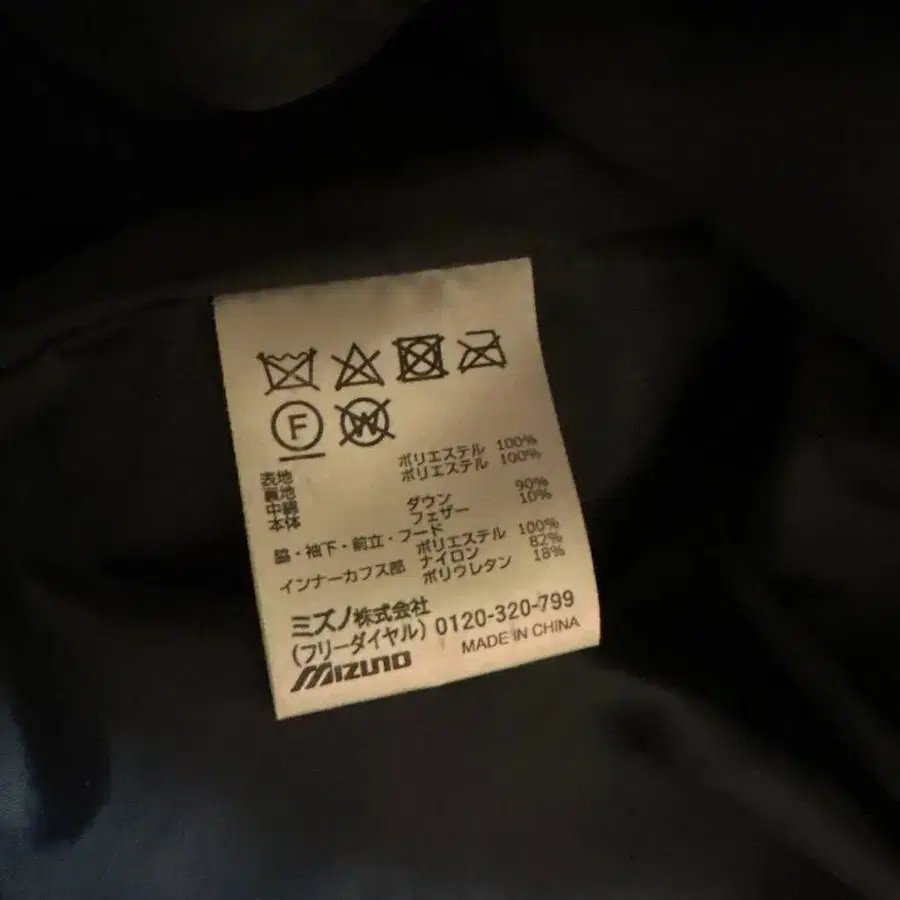 F
W
表地 ポリエステル 100%
裏地 ポリエステル 100%
中綿
本体 ダウン 90%
フェザー 10%
脇・袖下・前立・フード ポリエステル 100%
インナーカフス部 ナイロン 82%
ポリウレタン 18%
ミズノ株式会社
(フリーダイヤル) 0120-320-799
MIZUNO MADE IN CHINA